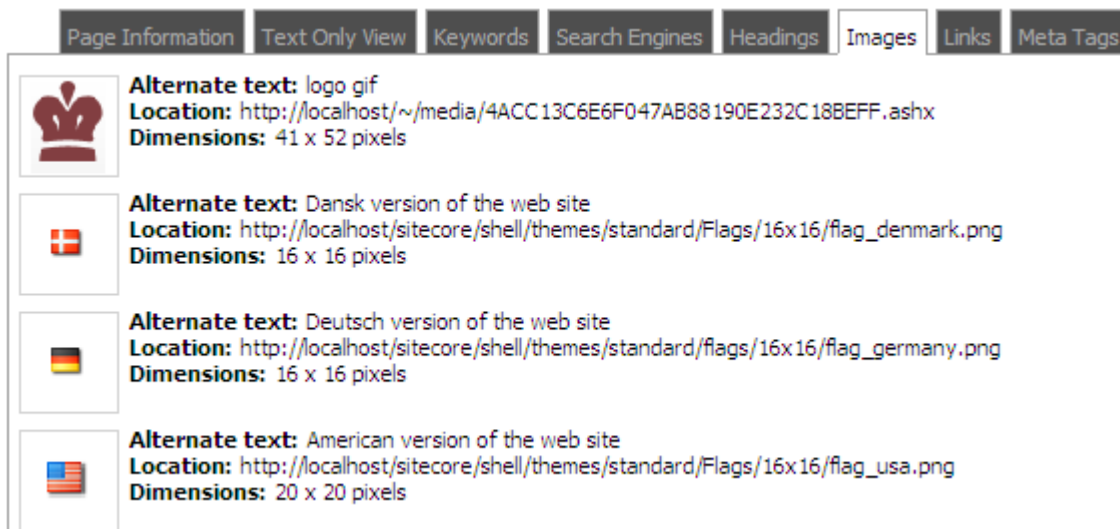 Page Information Text Only View Keywords Search Engines Headings Images Links Meta Tags
Alternate text: logo gif
Location: http://localhost/~/media/4ACC13C6E6F047AB88190E232C18BEFF.ashx
Dimensions: 41 x 52 pixels
Alternate text: Dansk version of the web site
Location: http://localhost/sitecore/shell/themes/standard/Flags/16x16/flag_denmark.png
Dimensions: 16 x 16 pixels
Alternate text: Deutsch version of the web site
Location: http://localhost/sitecore/shell/themes/standard/flags/16x16/flag_germany.png
Dimensions: 16 x 16 pixels
Alternate text: American version of the web site
Location: http://localhost/sitecore/shell/themes/standard/Flags/16x16/flag_usa.png
Dimensions: 20 x 20 pixels